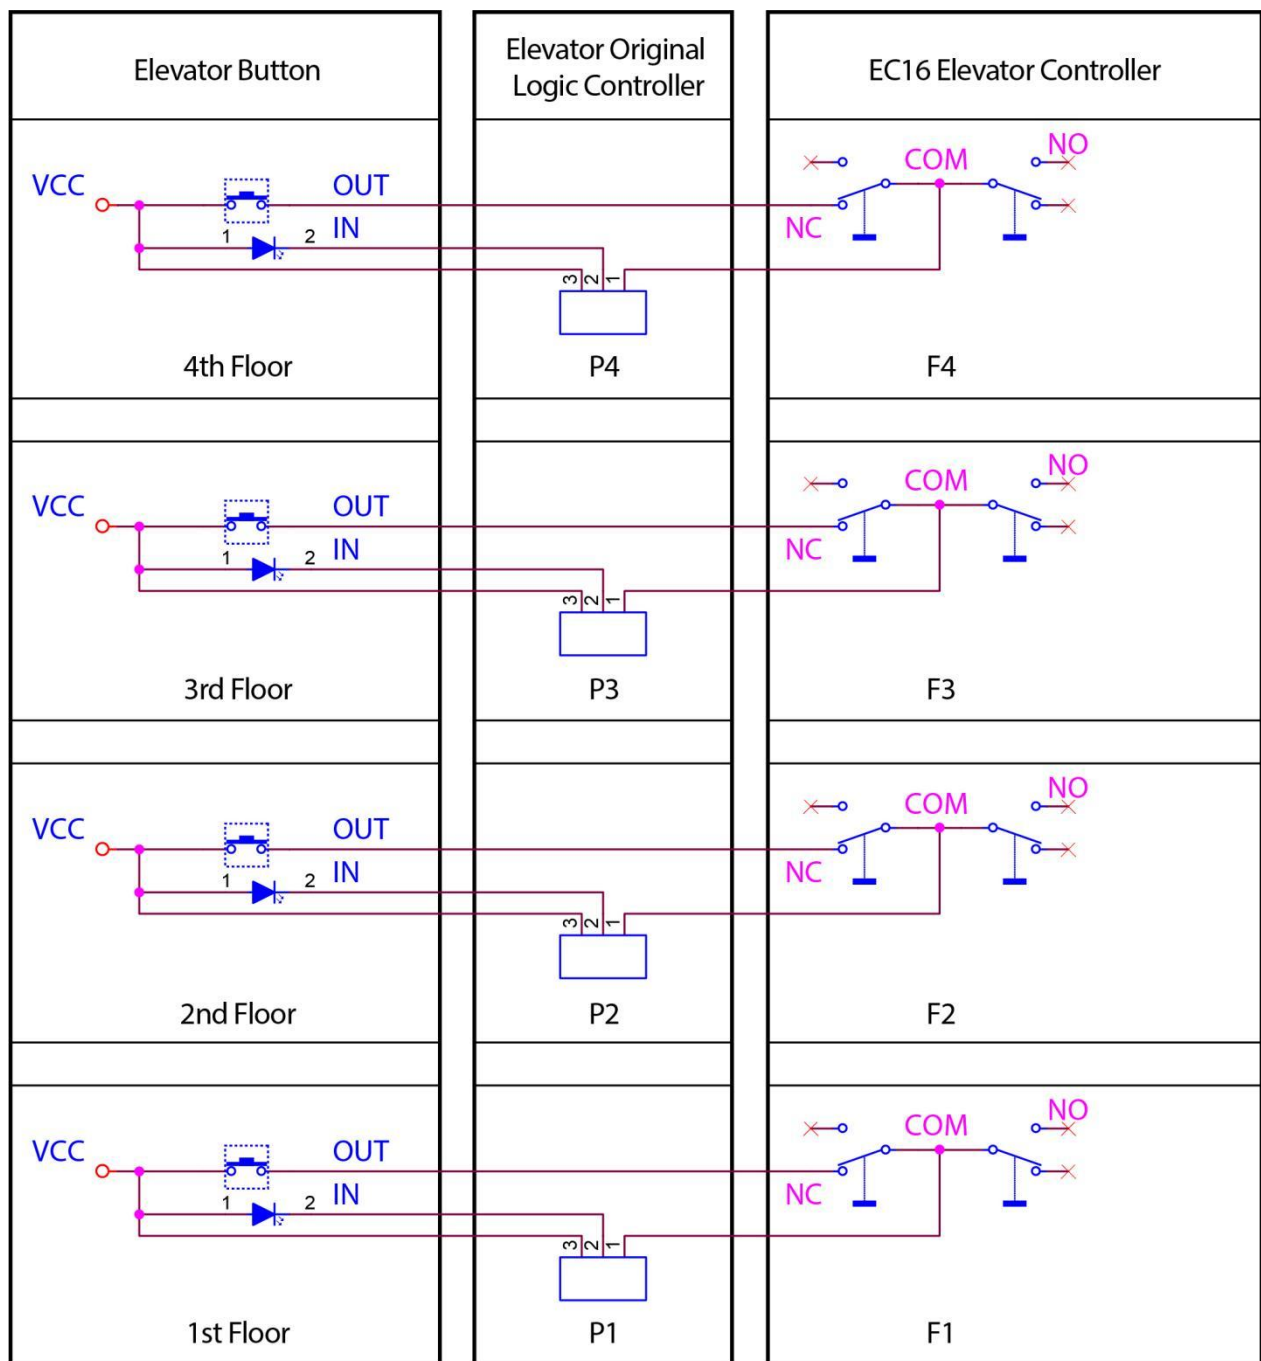 Elevator Button
Elevator Original
Logic Controller
EC16 Elevator Controller
VCC
OUT
IN
1
2
3
2
1
COM
NO
NC
4th Floor
P4
F4
VCC
OUT
IN
1
2
3
2
1
COM
NO
NC
3rd Floor
P3
F3
VCC
OUT
IN
1
2
3
2
1
COM
NO
NC
2nd Floor
P2
F2
VCC
OUT
IN
1
2
3
2
1
COM
NO
NC
1st Floor
P1
F1